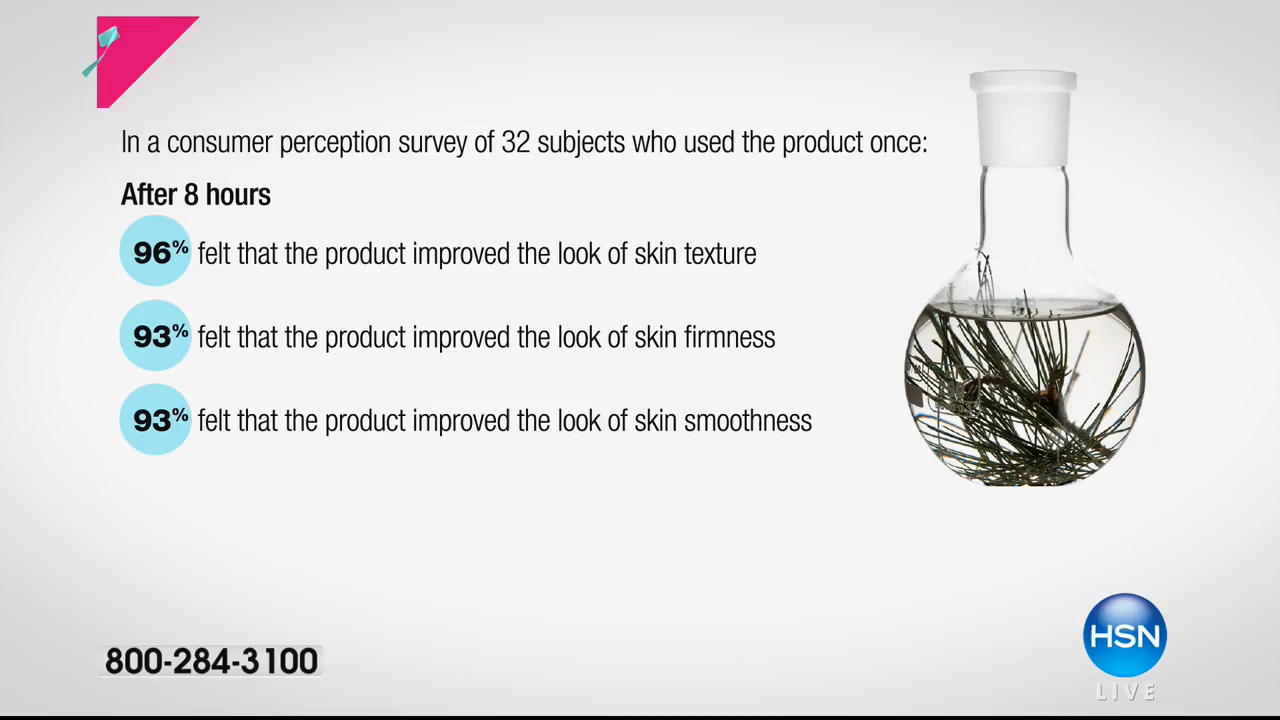 In a consumer perception survey of 32 subjects who used the product once:
After 8 hours
96% felt that the product improved the look of skin texture
93% felt that the product improved the look of skin firmness
93% felt that the product improved the look of skin smoothness
800-284-3100
HSN
LIVE